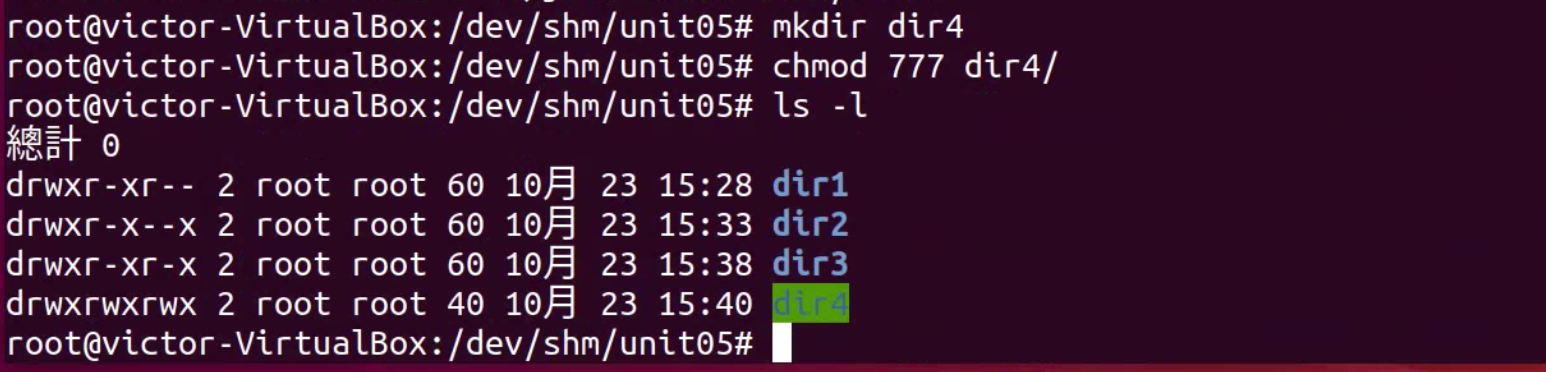 root@victor-VirtualBox:/dev/shm/unit05# mkdir dir4
root@victor-VirtualBox:/dev/shm/unit05# chmod 777 dir4/
root@victor-VirtualBox:/dev/shm/unit05# ls -l
總計 0
drwxr-xr-- 2 root root 60 10月 23 15:28 dir1
drwxr-x--x 2 root root 60 10月 23 15:33 dir2
drwxr-xr-x 2 root root 60 10月 23 15:38 dir3
drwxrwxrwx 2 root root 40 10月 23 15:40 dir4
root@victor-VirtualBox:/dev/shm/unit05#